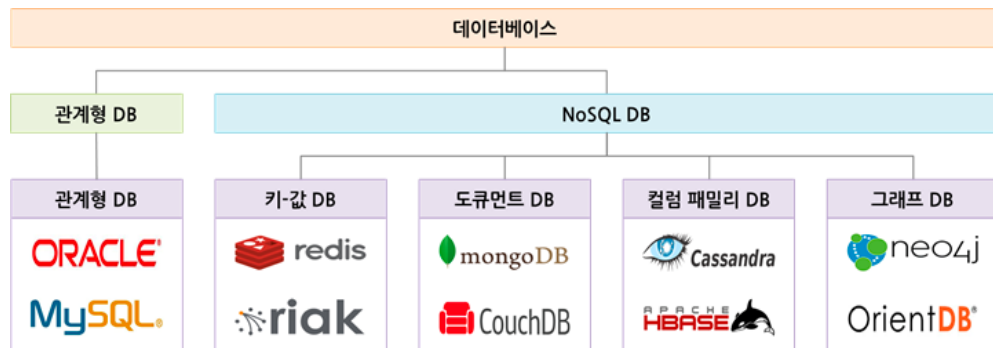 데이터베이스
관계형 DB
NoSQL DB
관계형 DB
키-값 DB
도큐먼트 DB
컬럼 패밀리 DB
그래프 DB
ORACLE®
redis
mongoDB
Cassandra
neo4j
MySQL®
riak
CouchDB
APACHE
HBASE
OrientDB®